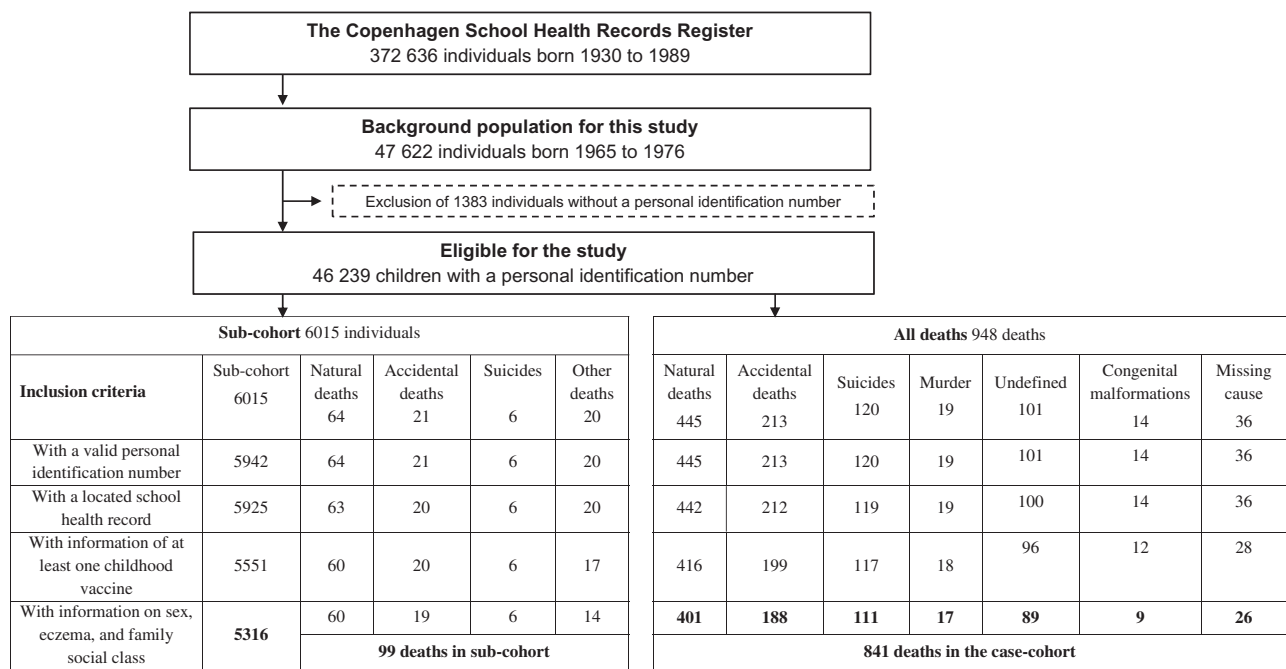 The Copenhagen School Health Records Register
372 636 individuals born 1930 to 1989
Background population for this study
47 622 individuals born 1965 to 1976
Exclusion of 1383 individuals without a personal identification number
Eligible for the study
46 239 children with a personal identification number
Sub-cohort 6015 individuals
Inclusion criteria
Sub-cohort
6015
Natural
deaths
64
Accidental
deaths
21
Suicides
6
Other
deaths
20
With a valid personal
identification number
5942 64 21 6 20
With a located school
health record
5925 63 20 6 20
With information of at
least one childhood
vaccine
5551 60 20 6 17
With information on sex,
eczema, and family
social class
5316
60 19 6 14
99 deaths in sub-cohort
All deaths 948 deaths
Natural
deaths
445
Accidental
deaths
213
Suicides
120
Murder
19
Undefined
101
Congenital
malformations
14
Missing
cause
36
445 213 120 19 101 14 36
442 212 119 19 100 14 36
416 199 117 18 96 12 28
401 188 111 17 89 9 26
841 deaths in the case-cohort